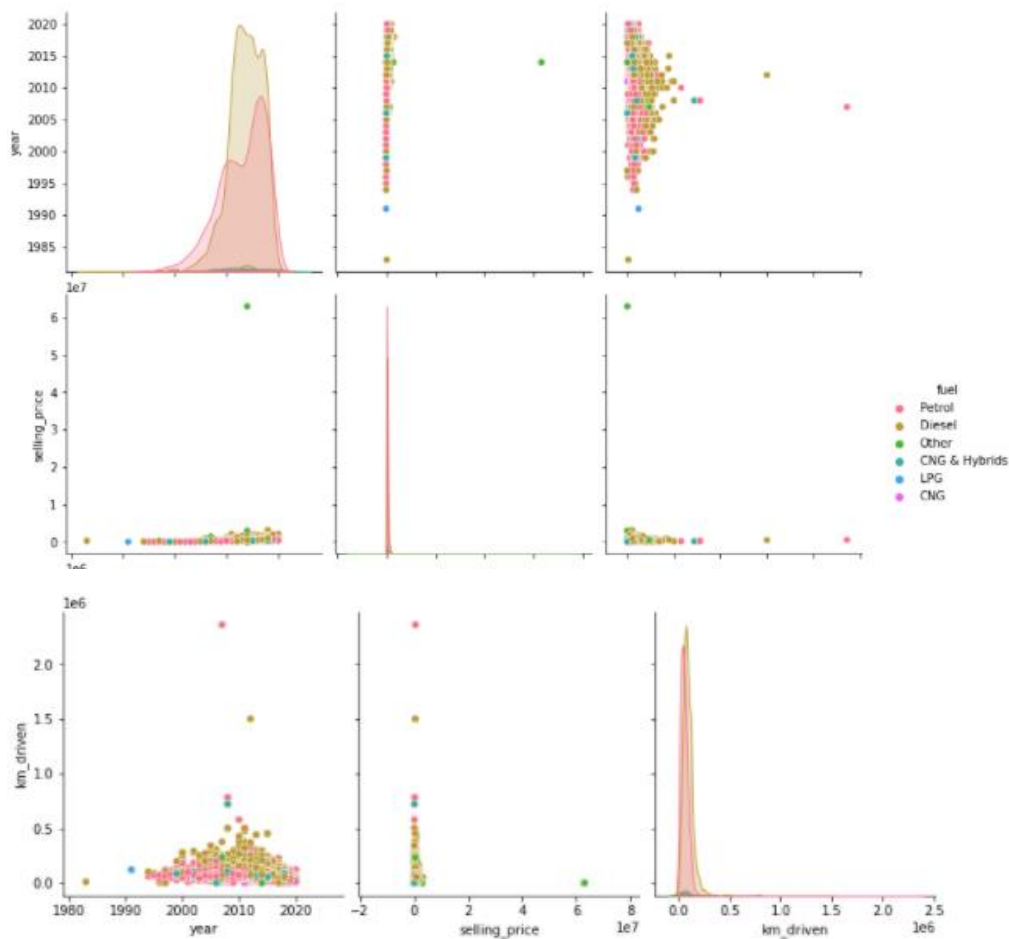 2020
2015
2010
2005
2000
1995
1990
1985
year
1e7
6
5
4
3
2
1
0
selling_price
fuel
Petrol
Diesel
Other
CNG & Hybrids
LPG
CNG
1e6
1e6
2.0
1.5
1.0
0.5
0.0
km_driven
1980 1990 2000 2010 2020
year
−2 0 2 4 6 8
1e7
selling_price
0.0 0.5 1.0 1.5 2.0 2.5
1e6
km_driven